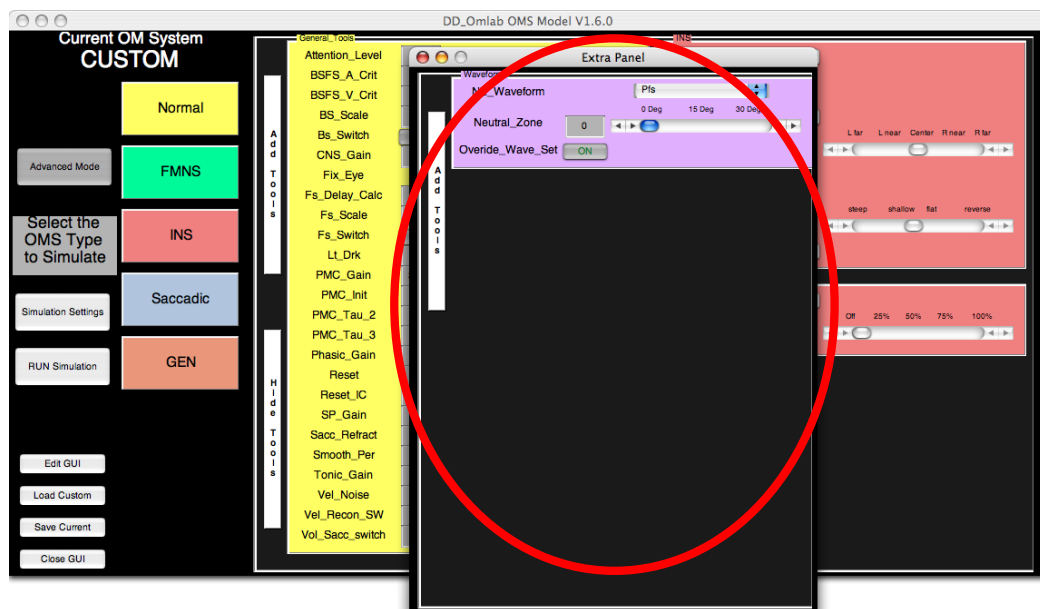 DD_Omlab OMS Model V1.6.0
Current OM System
CUSTOM
Normal
Advanced Mode
FMNS
Select the
OMS Type
to Simulate
INS
Saccadic
Simulation Settings
GEN
RUN Simulation
Edit GUI
Load Custom
Save Current
Close GUI
Add Tools
Hide Tools
General_Tools
Attention_Level
BSFS_A_Crit
BSFS_V_Crit
BS_Scale
Bs_Switch
CNS_Gain
Fix_Eye
Fs_Delay_Calc
Fs_Scale
Fs_Switch
Lt_Drk
PMC_Gain
PMC_Init
PMC_Tau_2
PMC_Tau_3
Phasic_Gain
Reset
Reset_IC
SP_Gain
Sacc_Refract
Smooth_Per
Tonic_Gain
Vel_Noise
Vel_Recon_SW
Vol_Sacc_switch
Extra Panel
Add Tools
Waveform
Waveform
Pfs
0 Deg 15 Deg 30 Deg
Neutral_Zone 0
Overide_Wave_Set ON
INS
L far L near Center R near R far
steep shallow flat reverse
Off 25% 50% 75% 100%